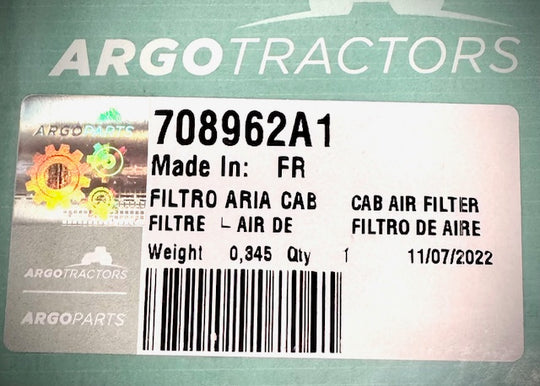 ARGOTRACTORS
ARGOPARTS
708962A1
Made In: FR
FILTRO ARIA CAB CAB AIR FILTER
FILTRE L AIR DE FILTRO DE AIRE
Weight 0,345 Qty 1 11/07/2022
ARGOTRACTORS
ARGOPARTS